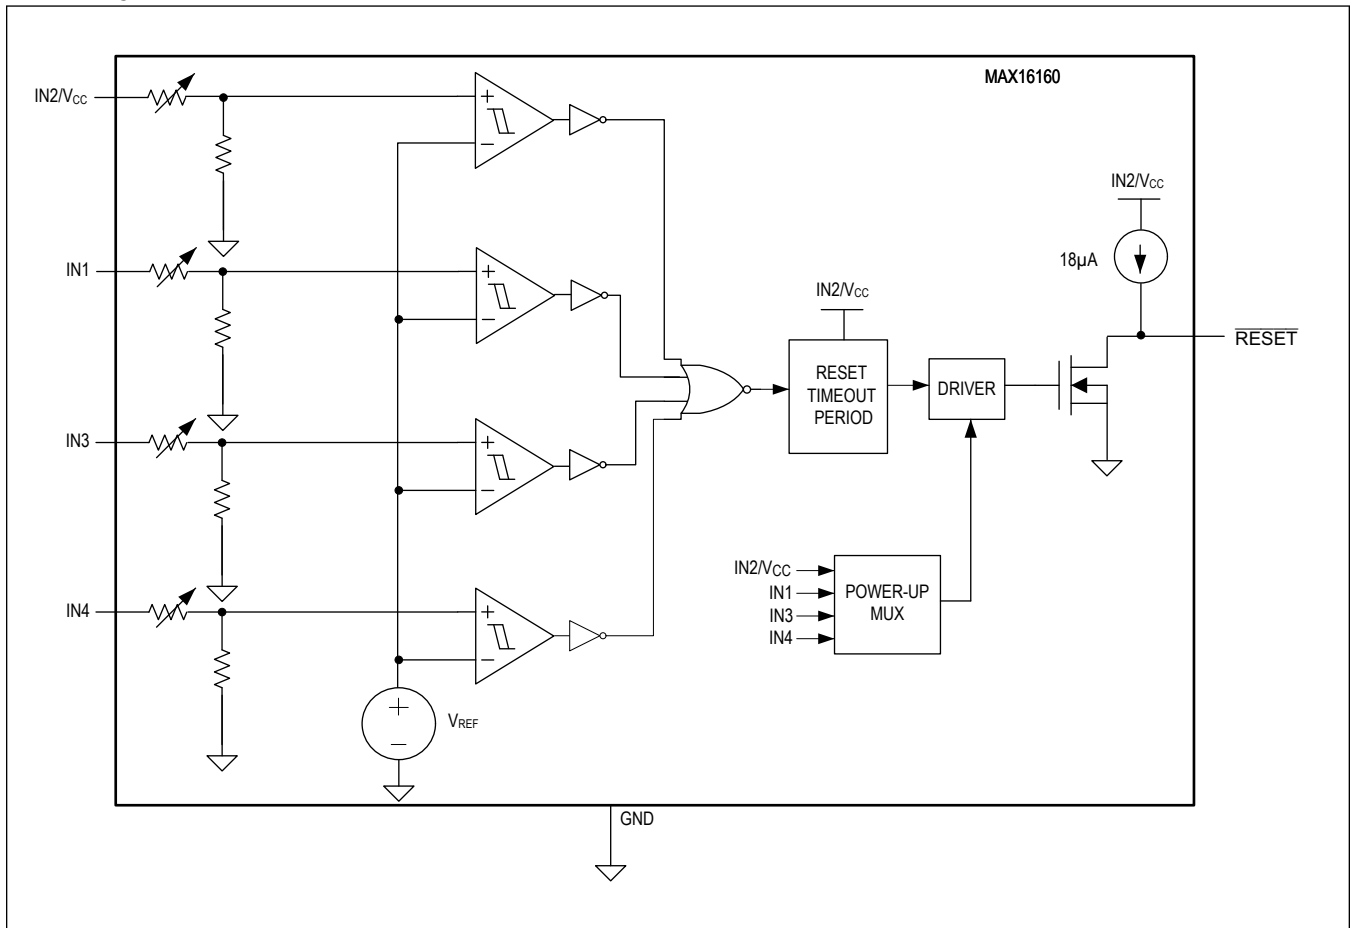 MAX16160
IN2/VCC
+
−
IN2/VCC
18µA
IN1
+
−
IN2/VCC
RESET
RESET
TIMEOUT
PERIOD
DRIVER
IN3
+
−
IN2/VCC
IN1
IN3
IN4
POWER-UP
MUX
IN4
+
−
+
−
VREF
GND